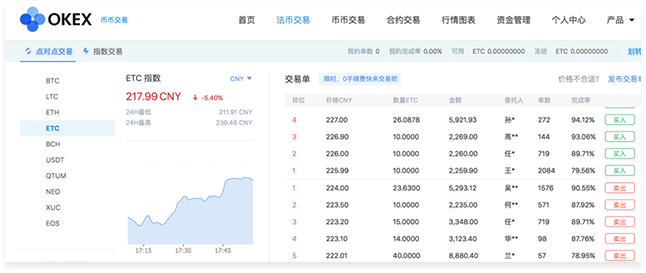 OKEX 币币交易 首页 法币交易 币币交易 合约交易 行情图表 资金管理 个人中心 产品
点对点交易 指数交易 我的单数 0 我的完成率 0.00% 可用 ETC 0.00000000 冻结 ETC 0.00000000 划转
BTC
LTC
ETH
ETC
BCH
USDT
QTUM
NEO
XUC
EOS
ETC 指数 CNY
217.99 CNY ↓ -5.40%
24H最低 211.91 CNY
24H最高 230.46 CNY
17:15 17:30 17:45
交易单 限时，0手续费快来交易吧 价格不合适? 发布交易单
排位 价格CNY 数量ETC 金额 委托人 单数 完成率
4 227.00 26.0878 5,921.93 孙* 272 94.12% 买入
3 226.90 10.0000 2,269.00 高** 144 93.06% 买入
2 226.00 10.0000 2,260.00 任* 719 89.71% 买入
1 225.99 10.0000 2,259.90 王* 2084 79.56% 买入
1 224.00 23.6300 5,293.12 吴** 1576 90.55% 卖出
2 223.50 10.0000 2,235.00 何** 571 87.92% 卖出
3 223.20 15.0000 3,348.00 任* 719 89.71% 卖出
4 223.10 14.0000 3,123.40 华** 98 87.76% 卖出
5 222.01 40.0000 8,880.40 兰* 57 78.95% 卖出